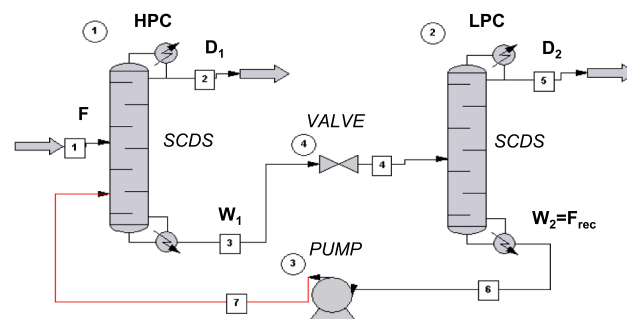 1 HPC
D1
2
F
1
SCDS
W1
3
VALVE
4
4
2 LPC
D2
5
SCDS
W2=Frec
PUMP
3
6
7